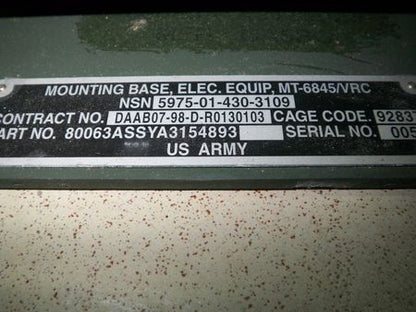 MOUNTING BASE, ELEC. EQUIP, MT-6845/VRC
NSN 5975-01-430-3109
CONTRACT NO. DAAB07-98-D-R0130103 CAGE CODE. 9283
PART NO. 80063ASSYA3154893 SERIAL NO. 005
US ARMY